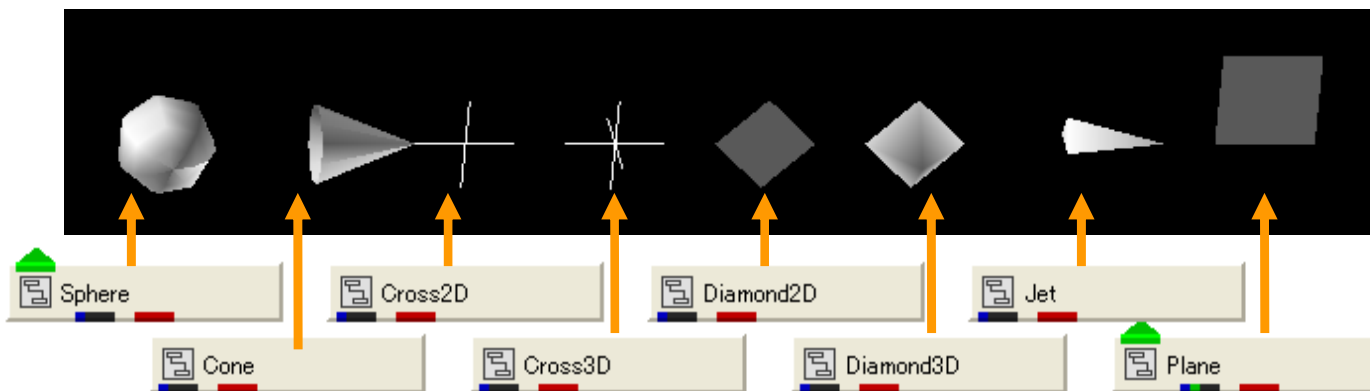 Sphere
Cross2D
Diamond2D
Jet
Cone
Cross3D
Diamond3D
Plane